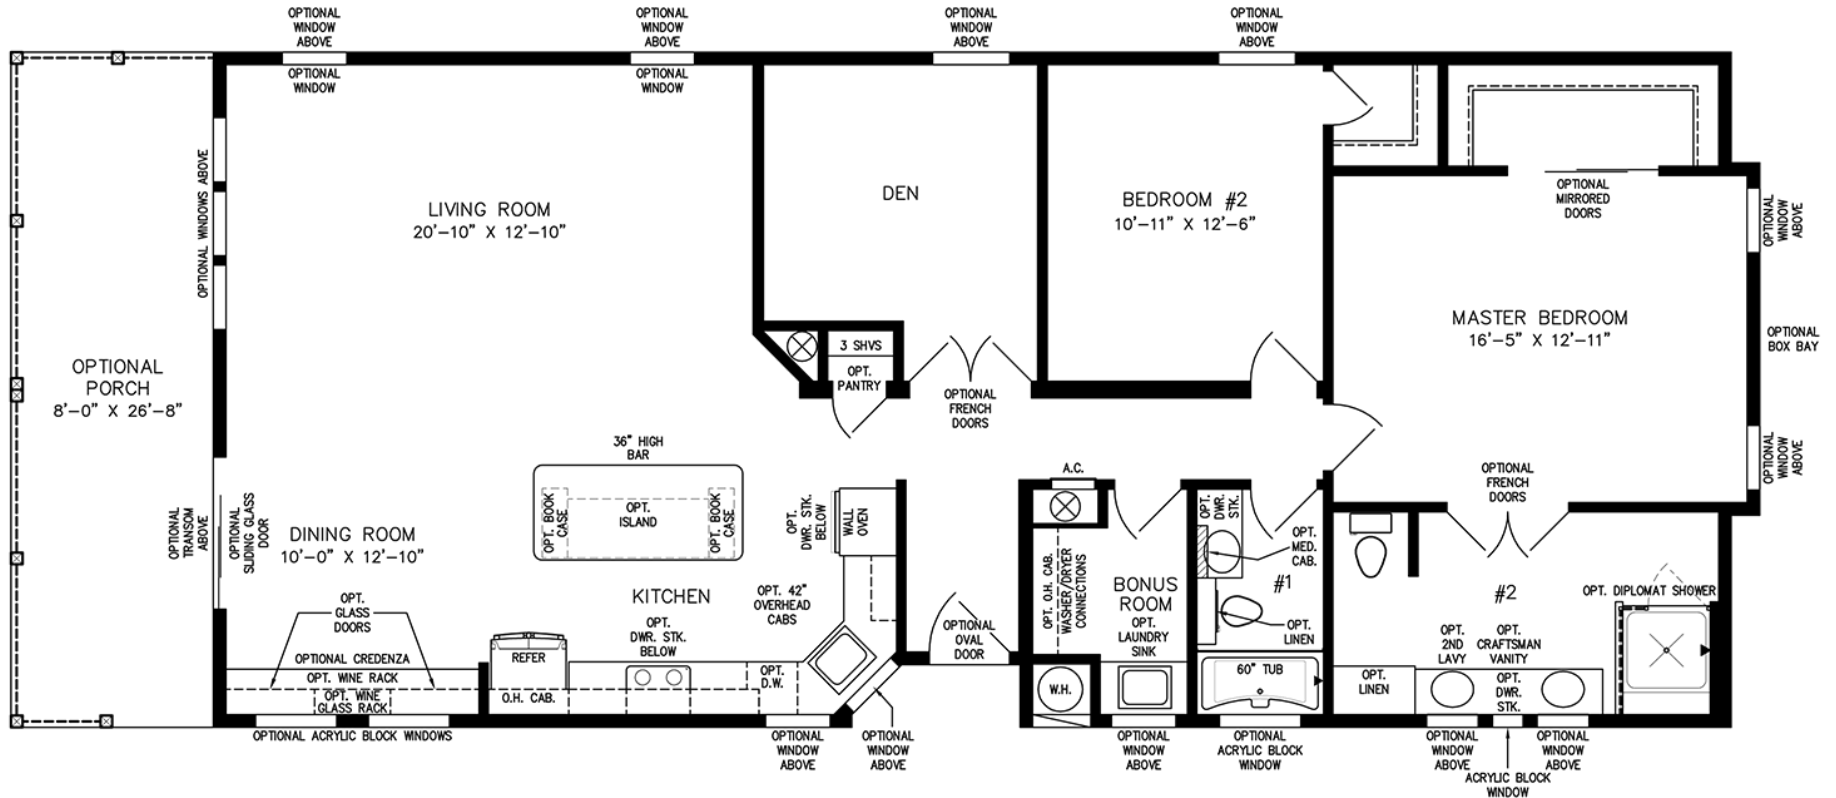 OPTIONAL
WINDOW
ABOVE
OPTIONAL
WINDOW
ABOVE
OPTIONAL
WINDOW
ABOVE
OPTIONAL
WINDOW
ABOVE
OPTIONAL
WINDOW
OPTIONAL
WINDOW
OPTIONAL WINDOWS ABOVE
LIVING ROOM
20'-10" X 12'-10"
DEN
BEDROOM #2
10'-11" X 12'-6"
OPTIONAL
MIRRORED
DOORS
OPTIONAL
WINDOW
ABOVE
MASTER BEDROOM
16'-5" X 12'-11"
OPTIONAL
BOX BAY
OPTIONAL
WINDOW
ABOVE
OPTIONAL
PORCH
8'-0" X 26'-8"
3 SHVS
OPT.
PANTRY
OPTIONAL
FRENCH
DOORS
36" HIGH
BAR
OPT. BOOK
CASE
OPT.
ISLAND
OPT. BOOK
CASE
OPT.
DWR. STK.
BELOW
WALL
OVEN
A.C.
OPTIONAL
FRENCH
DOORS
OPTIONAL
TRANSOM
ABOVE
OPTIONAL
SLIDING GLASS
DOOR
DINING ROOM
10'-0" X 12'-10"
OPT.
GLASS
DOORS
KITCHEN
OPT.
DWR. STK.
BELOW
OPT. 42"
OVERHEAD
CABS
OPTIONAL
OVAL
DOOR
OPT. O.H. CAB.
WASHER/DRYER
CONNECTIONS
BONUS
ROOM
OPT.
LAUNDRY
SINK
OPT.
DWR.
STK.
OPT.
MED.
CAB.
#1
OPT.
LINEN
#2
OPT. DIPLOMAT SHOWER
OPT.
2ND
LAVY
OPT.
CRAFTSMAN
VANITY
OPTIONAL CREDENZA
OPT. WINE RACK
OPT. WINE
GLASS RACK
REFER
O.H. CAB.
OPT.
D.W.
W.H.
60" TUB
OPT.
LINEN
OPT.
DWR.
STK.
OPTIONAL ACRYLIC BLOCK WINDOWS
OPTIONAL
WINDOW
ABOVE
OPTIONAL
WINDOW
ABOVE
OPTIONAL
WINDOW
ABOVE
OPTIONAL
ACRYLIC BLOCK
WINDOW
OPTIONAL
WINDOW
ABOVE
OPTIONAL
WINDOW
ABOVE
ACRYLIC BLOCK
WINDOW